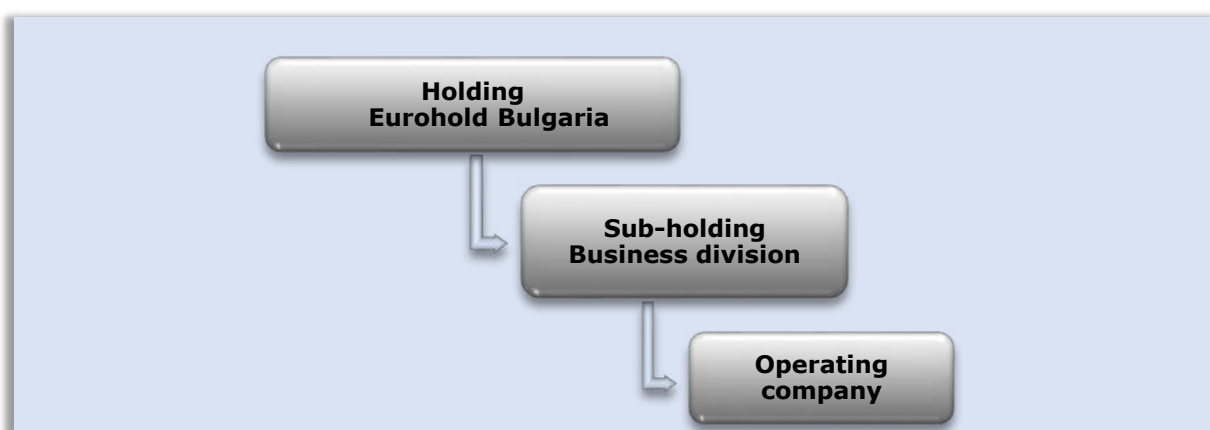 Holding
Eurohold Bulgaria
Sub-holding
Business division
Operating
company